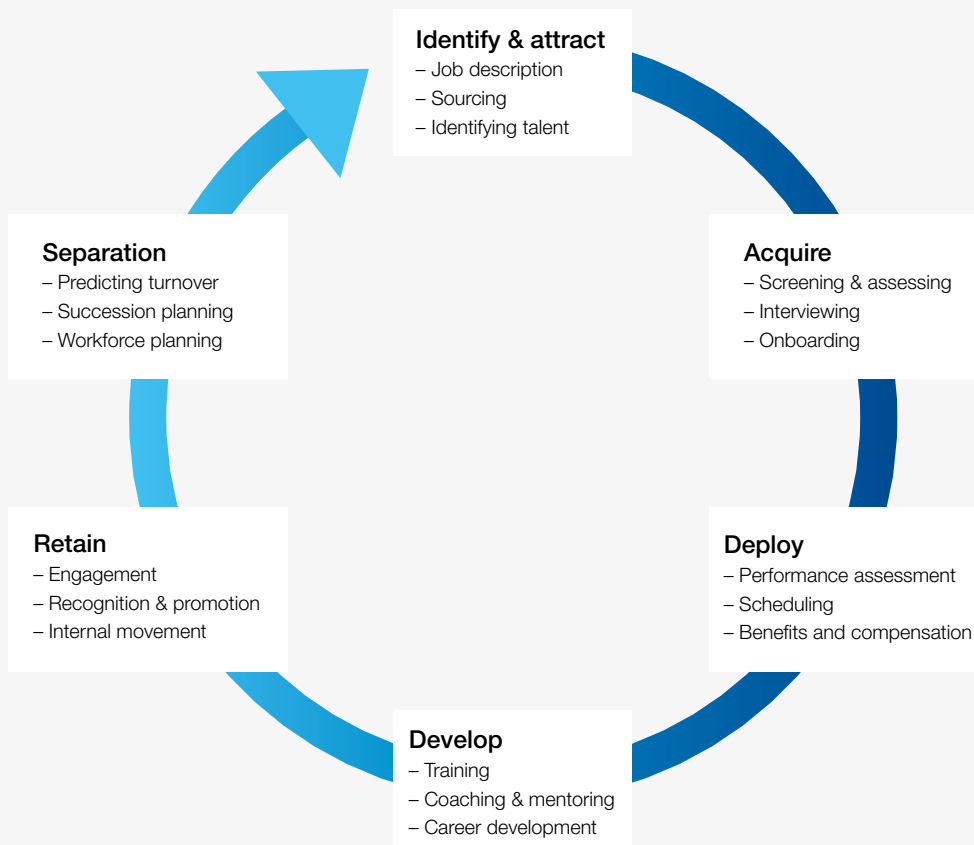 Identify & attract
– Job description
– Sourcing
– Identifying talent
Acquire
– Screening & assessing
– Interviewing
– Onboarding
Deploy
– Performance assessment
– Scheduling
– Benefits and compensation
Develop
– Training
– Coaching & mentoring
– Career development
Retain
– Engagement
– Recognition & promotion
– Internal movement
Separation
– Predicting turnover
– Succession planning
– Workforce planning